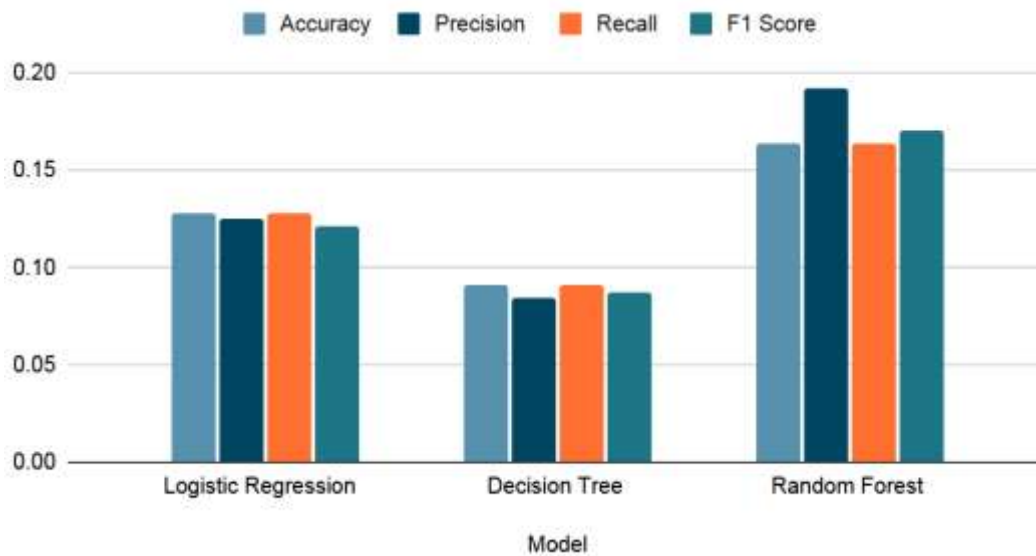 Accuracy Precision Recall F1 Score
0.20
0.15
0.10
0.05
0.00
Logistic Regression Decision Tree Random Forest
Model